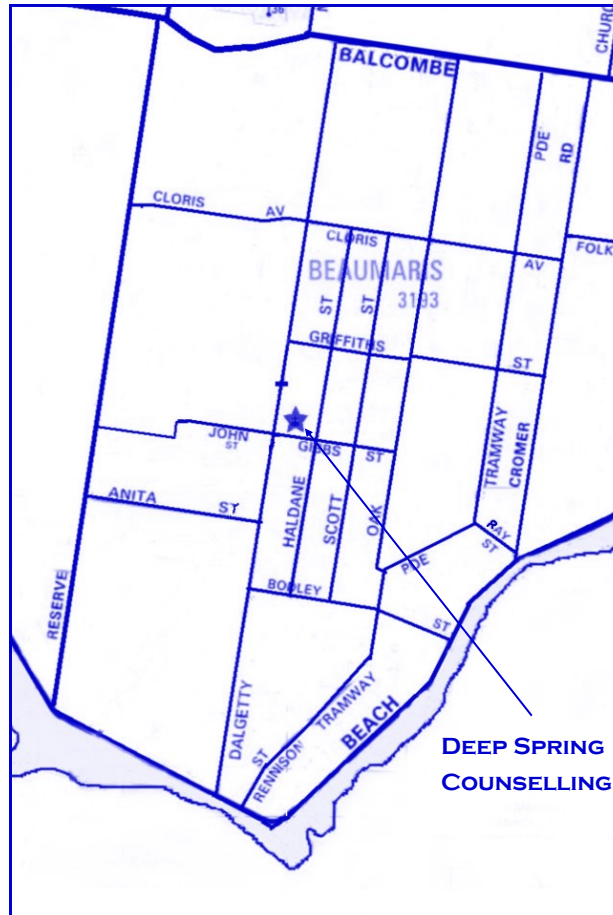 136
CHURC
BALCOMBE
PDE
RD
CLORIS
AV
CLORIS
FOLK
AV
BEAUMARIS
3193
ST
ST
GRIFFITHS
ST
JOHN
ST
GIBBS
ST
TRAMWAY
CROMER
ANITA
ST
HALDANE
SCOTT
OAK
RAY
ST
PDE
BODLEY
ST
RESERVE
DALGETTY
ST
RENNISON
TRAMWAY
BEACH
DEEP SPRING
COUNSELLING